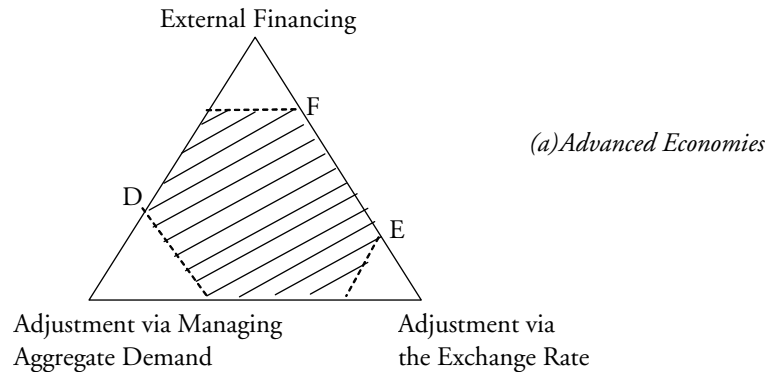 External Financing
F
(a)Advanced Economies
D
E
Adjustment via Managing
Aggregate Demand
Adjustment via
the Exchange Rate